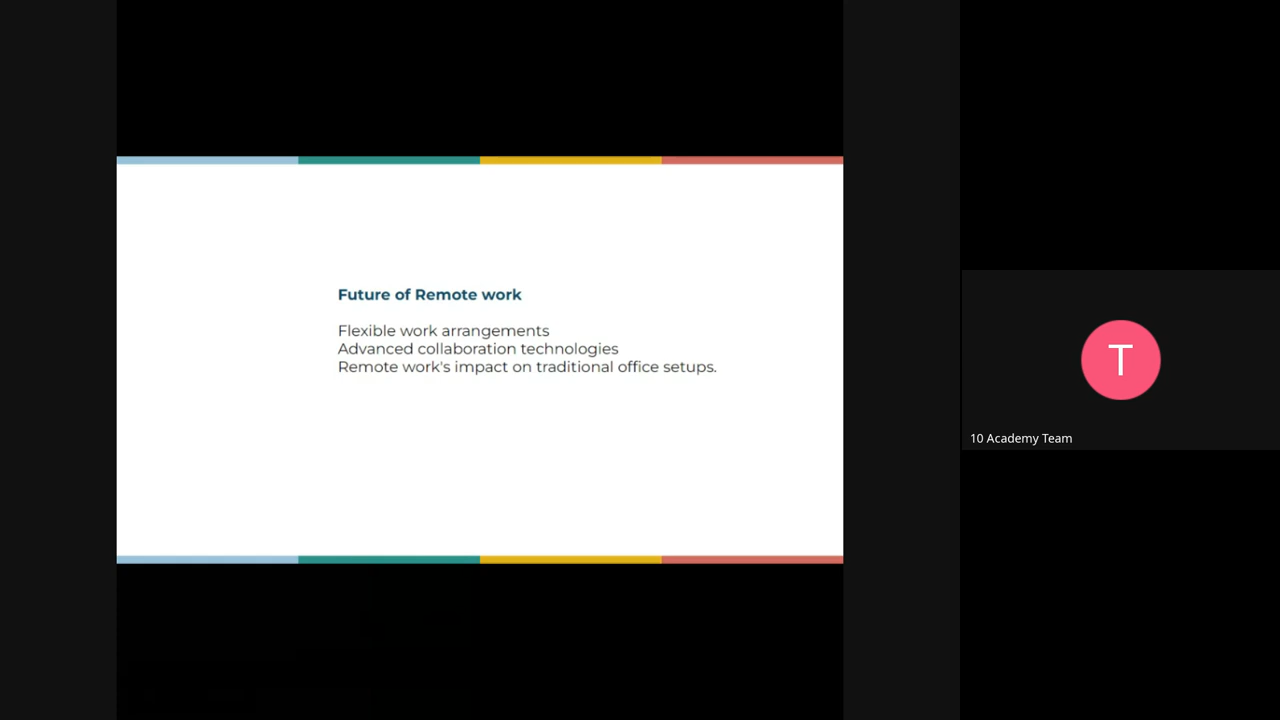 Future of Remote work
Flexible work arrangements
Advanced collaboration technologies
Remote work's impact on traditional office setups.
T
10 Academy Team